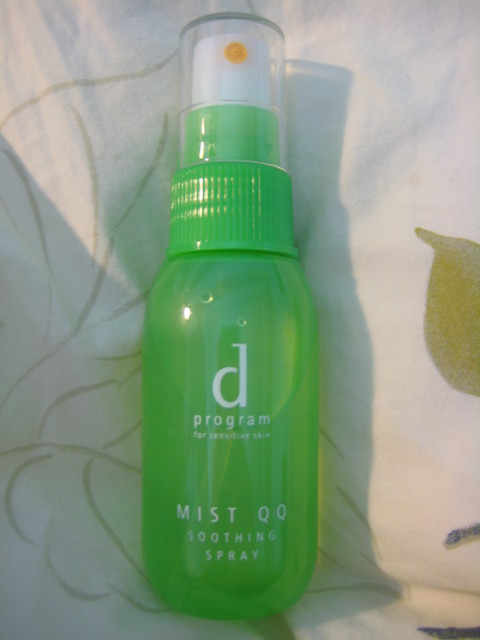 d
program
for sensitive skin
MIST QQ
SOOTHING
SPRAY